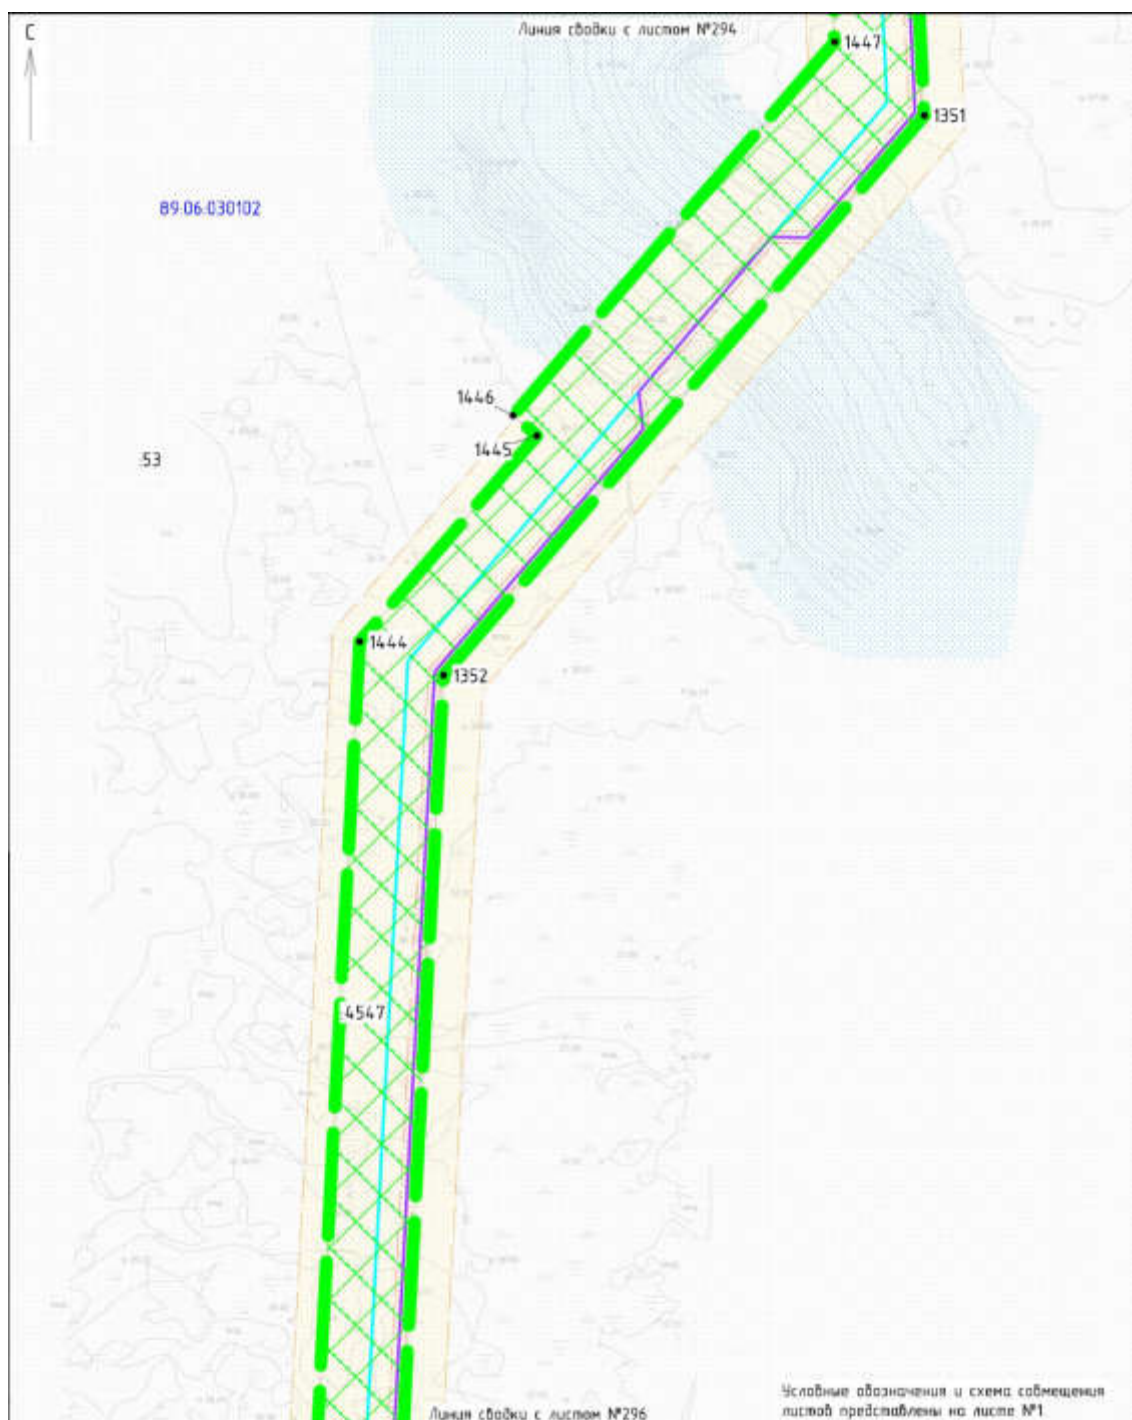 С
Линия сводки с листом №294
1447
1351
89:06:030102
1446
1445
:53
1444
1352
:4547
Линия сводки с листом №296
Условные обозначения и схема совмещения
листов представлены на листе №1